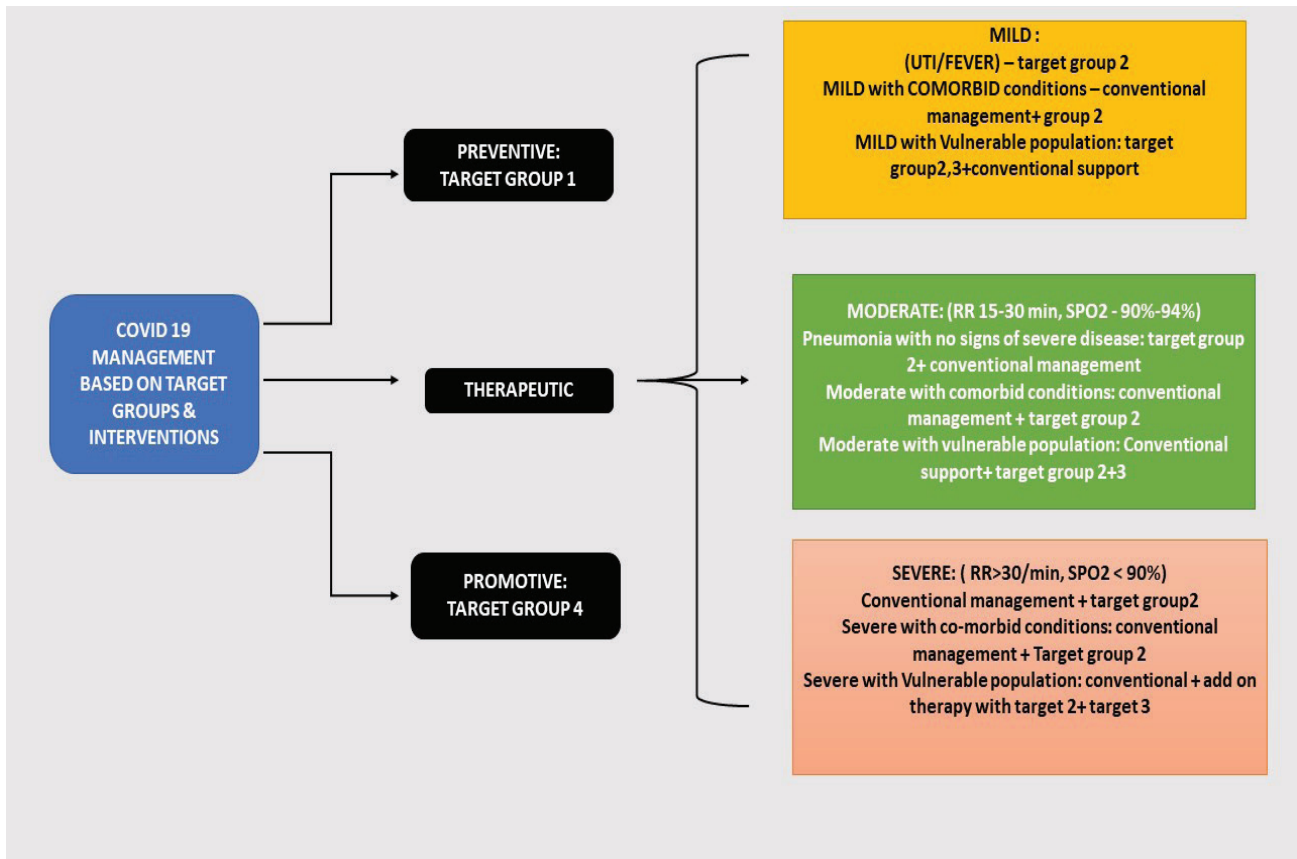 COVID 19
MANAGEMENT
BASED ON TARGET
GROUPS &
INTERVENTIONS
PREVENTIVE:
TARGET GROUP 1
THERAPEUTIC
PROMOTIVE:
TARGET GROUP 4
MILD :
(UTI/FEVER) – target group 2
MILD with COMORBID conditions – conventional
management+ group 2
MILD with Vulnerable population: target
group2,3+conventional support
MODERATE: (RR 15-30 min, SPO2 - 90%-94%)
Pneumonia with no signs of severe disease: target group
2+ conventional management
Moderate with comorbid conditions: conventional
management + target group 2
Moderate with vulnerable population: Conventional
support+ target group 2+3
SEVERE: ( RR>30/min, SPO2 < 90%)
Conventional management + target group2
Severe with co-morbid conditions: conventional
management + Target group 2
Severe with Vulnerable population: conventional + add on
therapy with target 2+ target 3